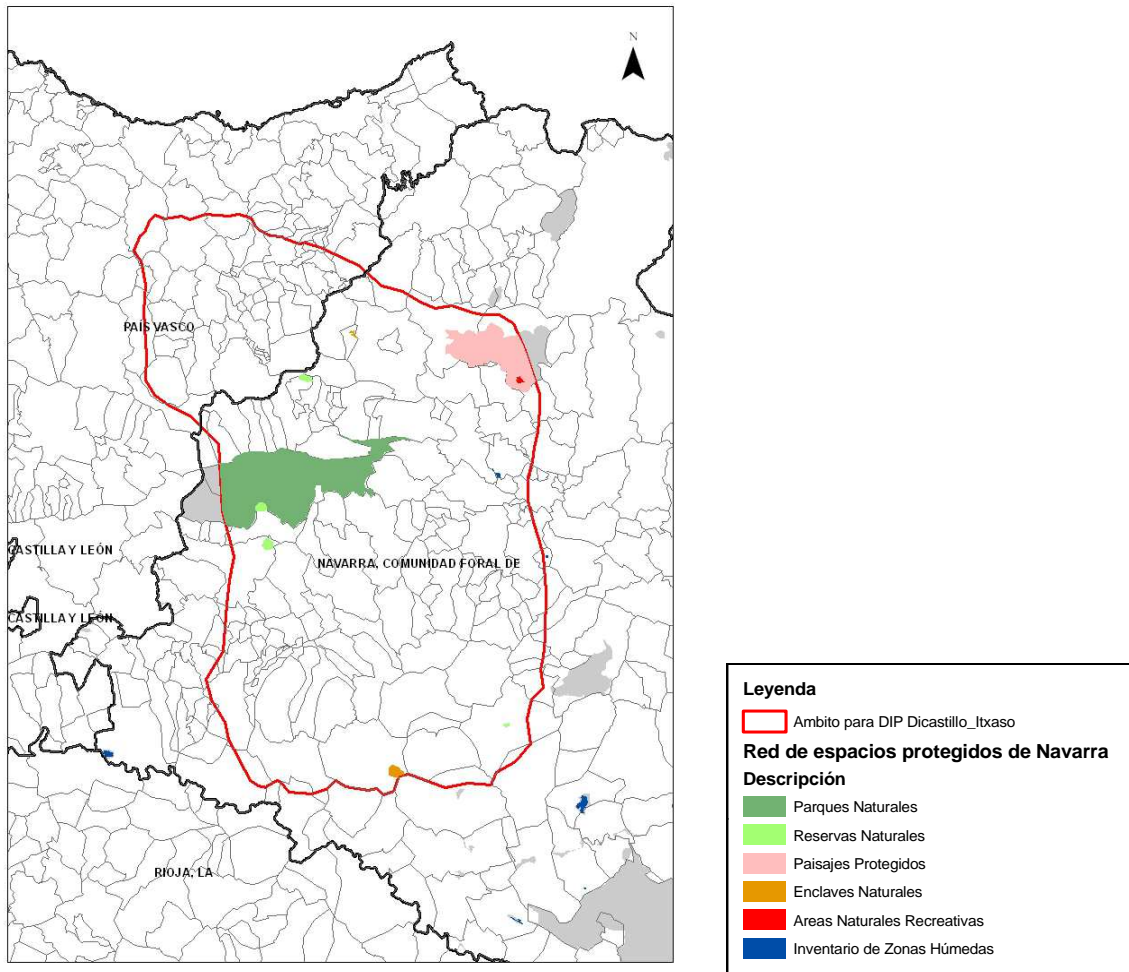 N
PAÍS VASCO
CASTILLA Y LEÓN
NAVARRA, COMUNIDAD FORAL DE
CASTILLA Y LEÓN
RIOJA, LA
Leyenda
Ambito para DIP Dicastillo_Itxaso
Red de espacios protegidos de Navarra
Descripción
Parques Naturales
Reservas Naturales
Paisajes Protegidos
Enclaves Naturales
Areas Naturales Recreativas
Inventario de Zonas Húmedas